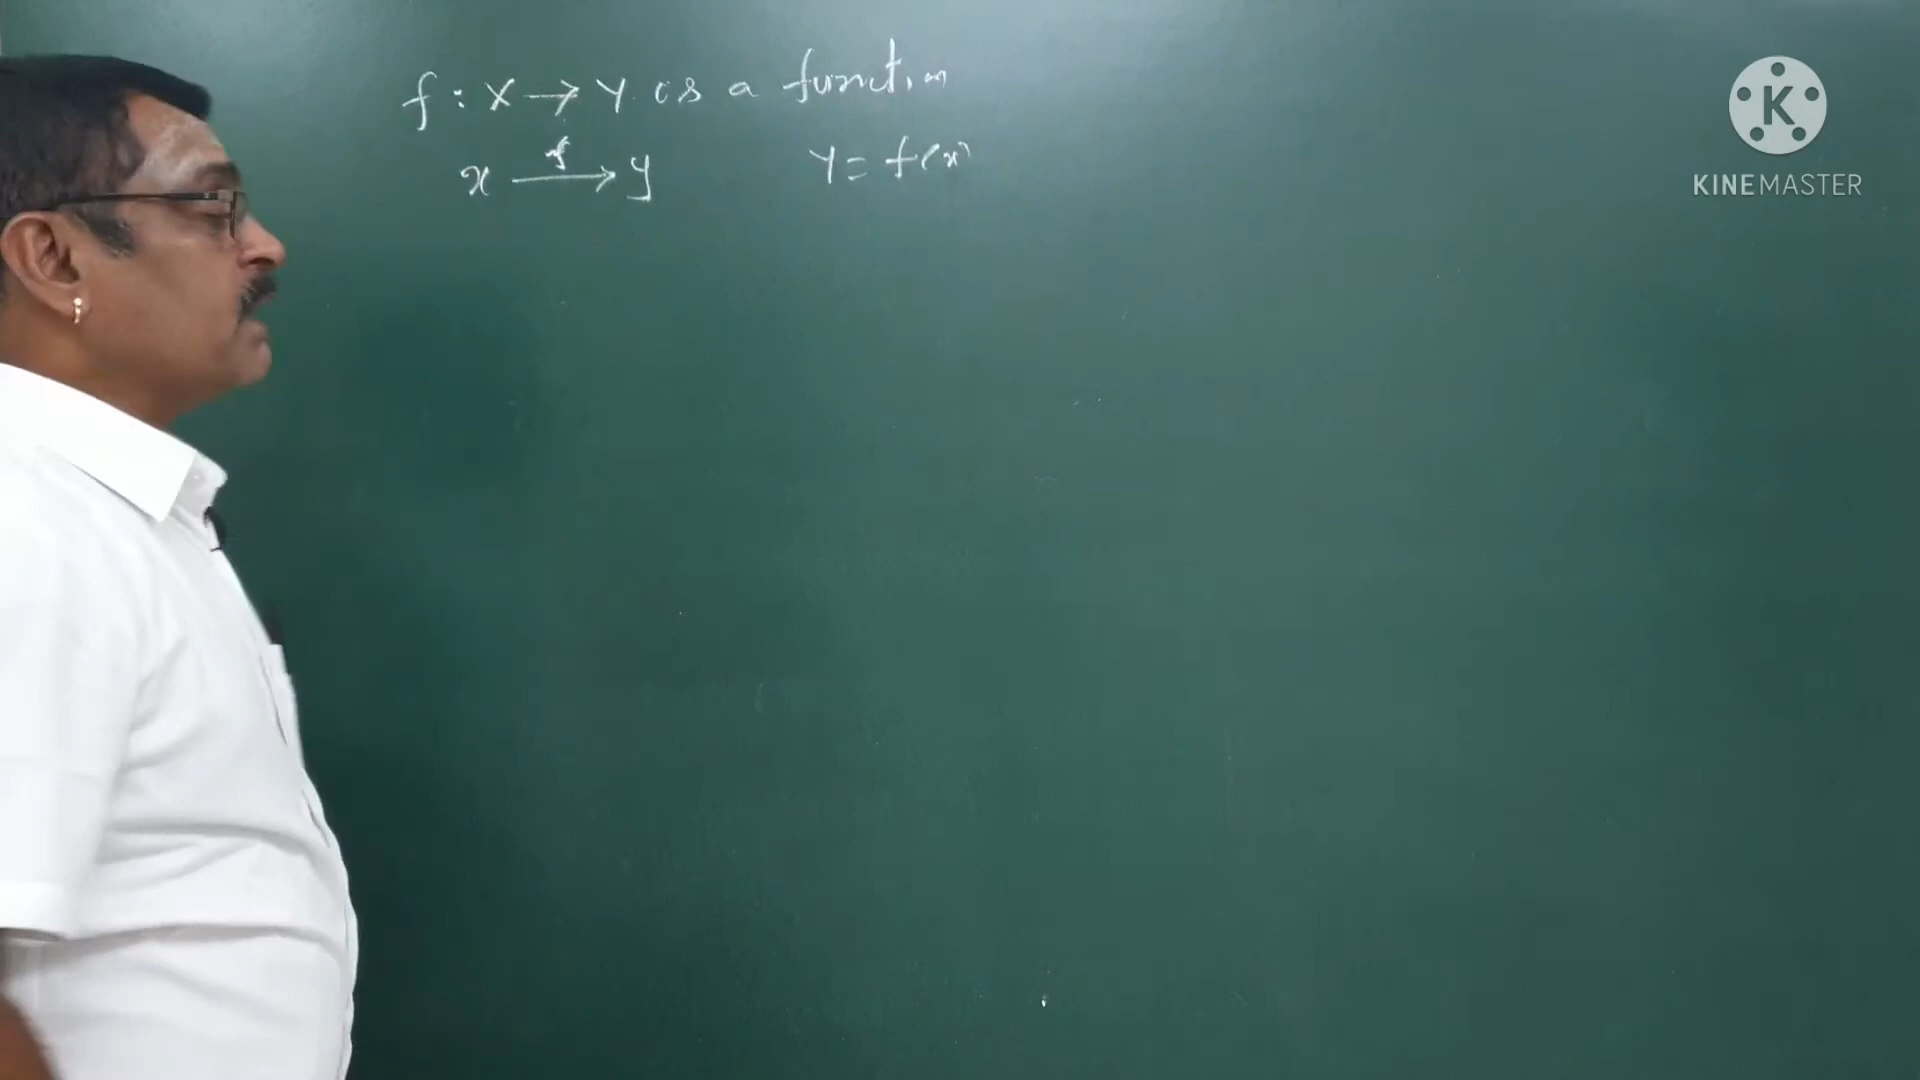 f : X → Y is a function
x f→ y y = f(x)
K
KINEMASTER